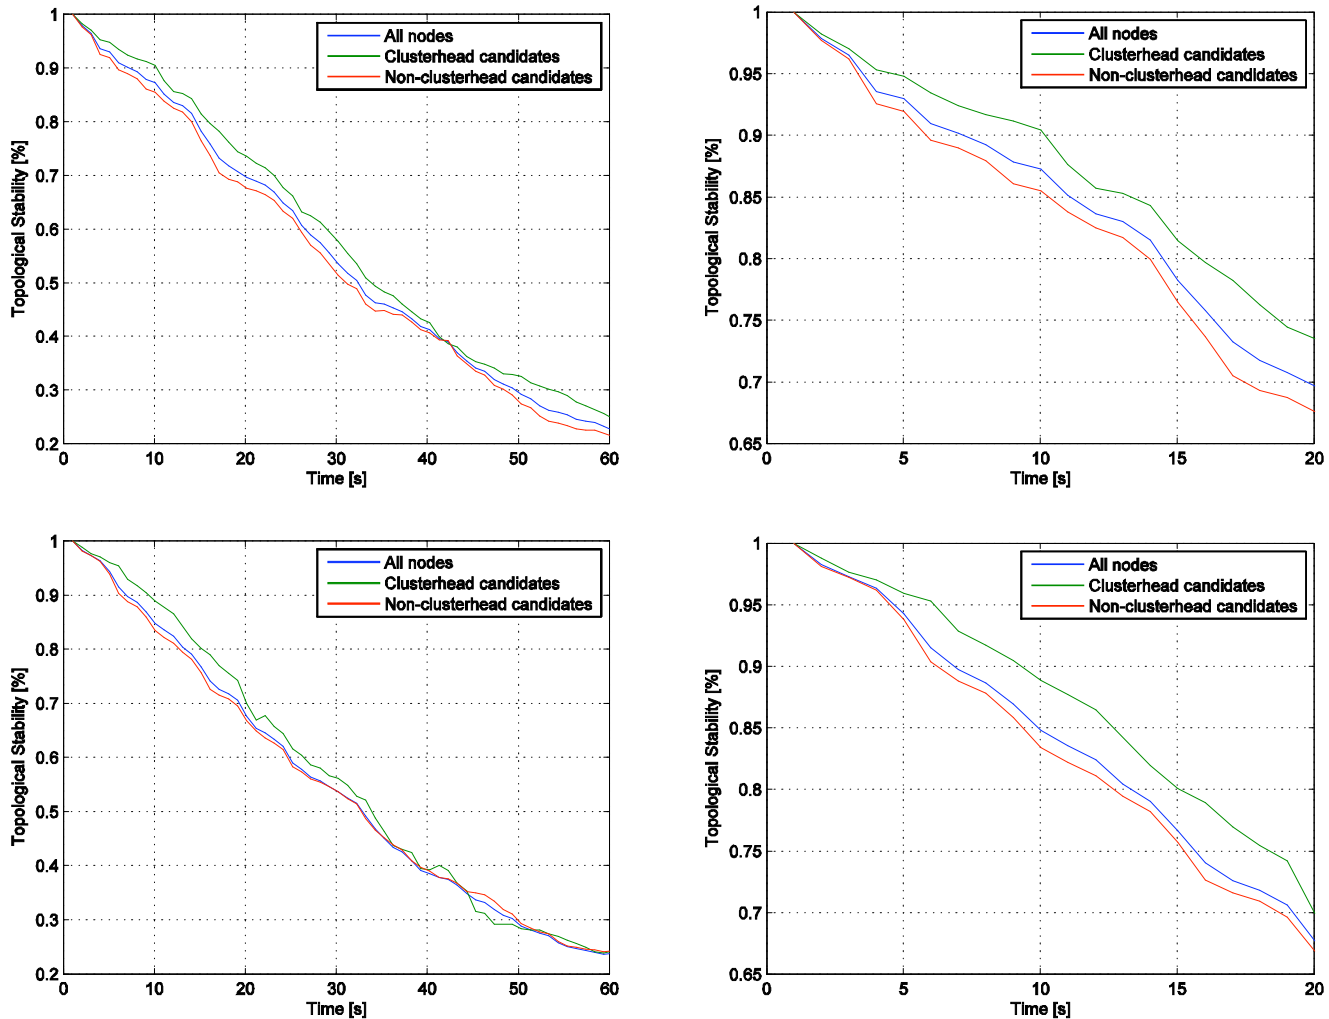 1
0.9
0.8
0.7
0.6
0.5
0.4
0.3
0.2
Topological Stability [%]
0 10 20 30 40 50 60
Time [s]
All nodes
Clusterhead candidates
Non-clusterhead candidates
1
0.95
0.9
0.85
0.8
0.75
0.7
0.65
Topological Stability [%]
0 5 10 15 20
Time [s]
All nodes
Clusterhead candidates
Non-clusterhead candidates
1
0.9
0.8
0.7
0.6
0.5
0.4
0.3
0.2
Topological Stability [%]
0 10 20 30 40 50 60
Time [s]
All nodes
Clusterhead candidates
Non-clusterhead candidates
1
0.95
0.9
0.85
0.8
0.75
0.7
0.65
Topological Stability [%]
0 5 10 15 20
Time [s]
All nodes
Clusterhead candidates
Non-clusterhead candidates